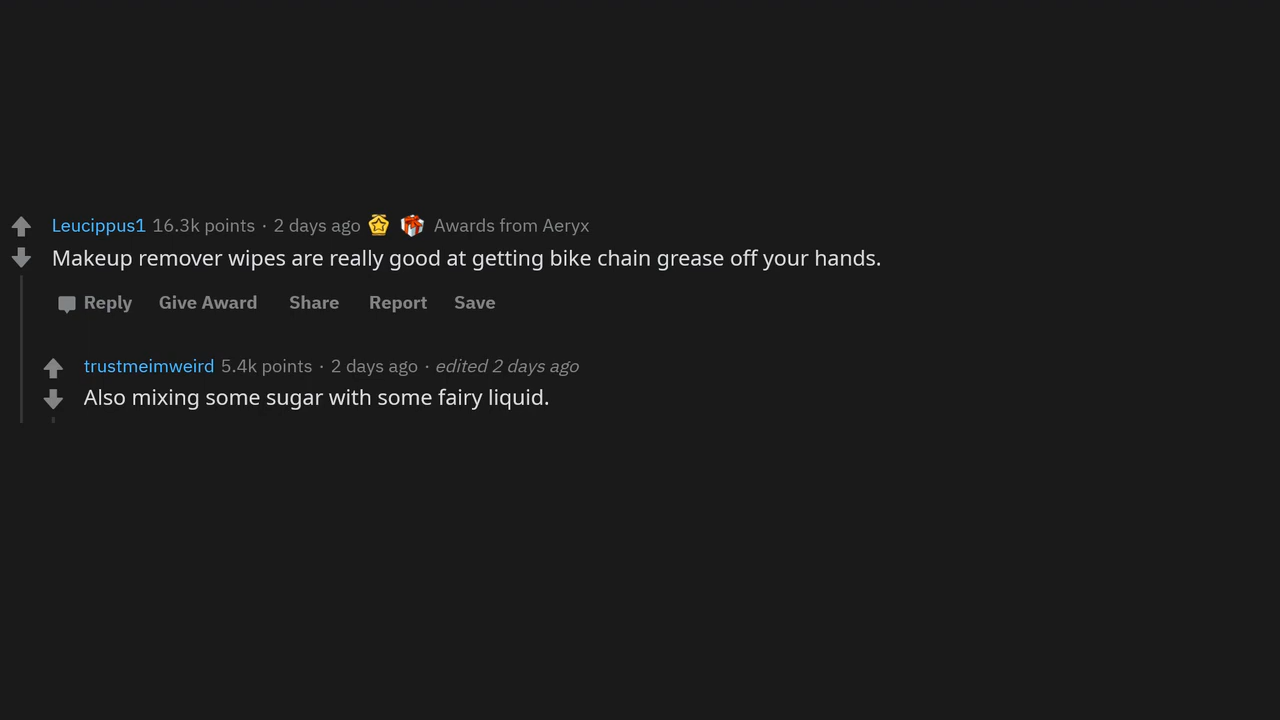 Leucippus1 16.3k points · 2 days ago Awards from Aeryx
Makeup remover wipes are really good at getting bike chain grease off your hands.
Reply Give Award Share Report Save
trustmeimweird 5.4k points · 2 days ago · edited 2 days ago
Also mixing some sugar with some fairy liquid.